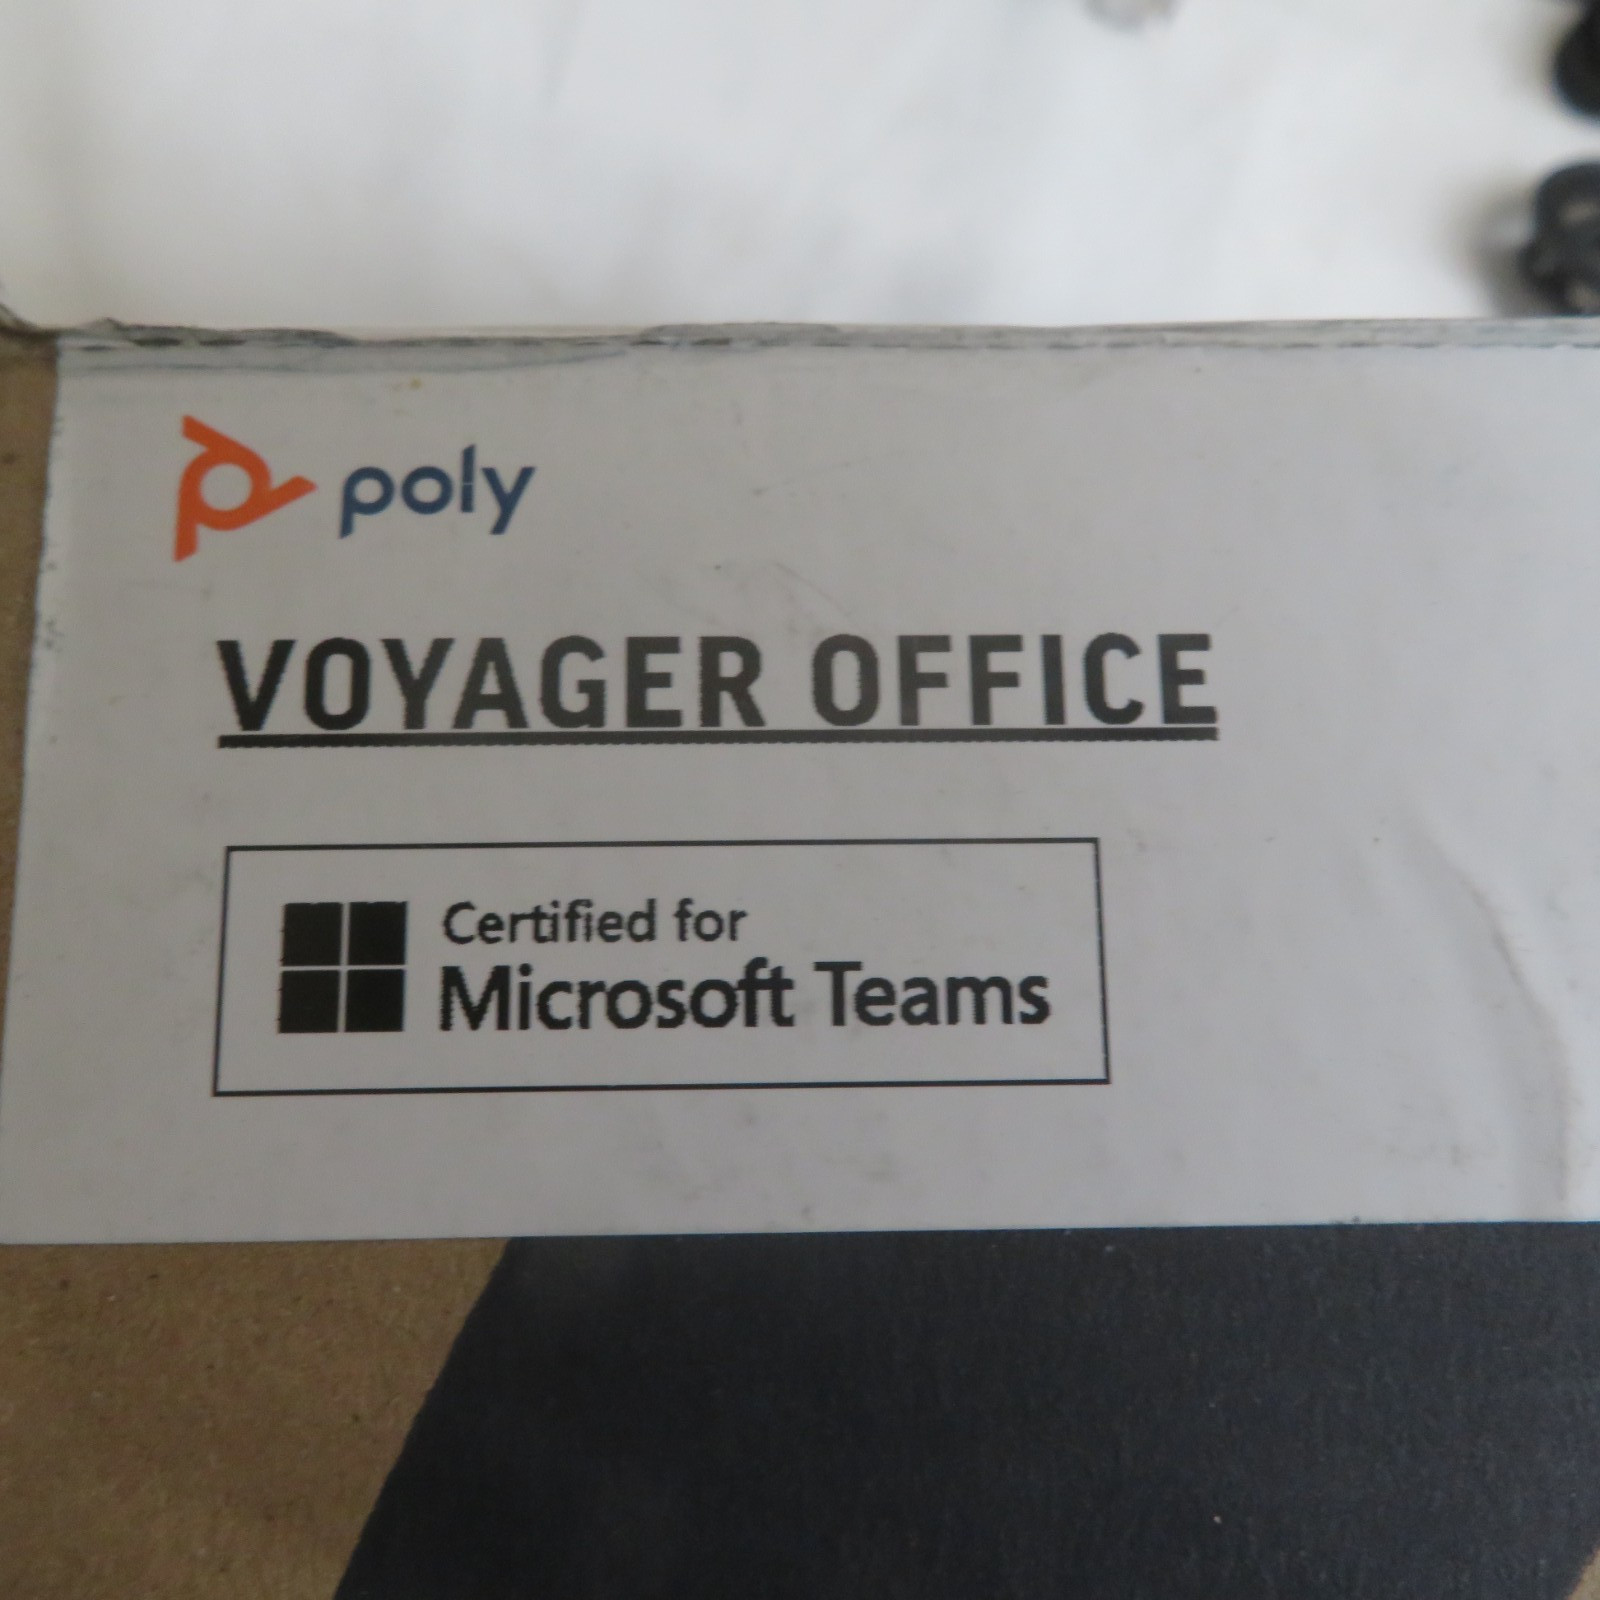 poly
VOYAGER OFFICE
Certified for
Microsoft Teams